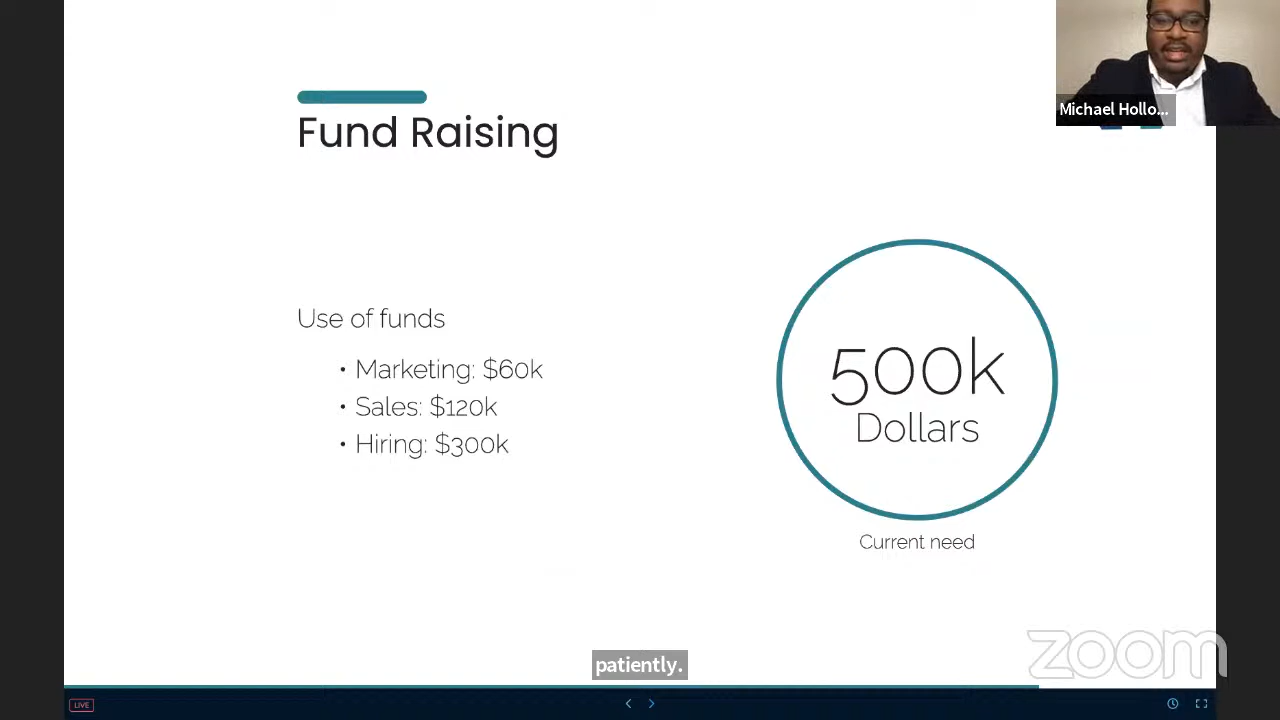 Michael Hollo...
Fund Raising
Use of funds
• Marketing: $60k
• Sales: $120k
• Hiring: $300k
500k
Dollars
Current need
patiently.
zoom
LIVE